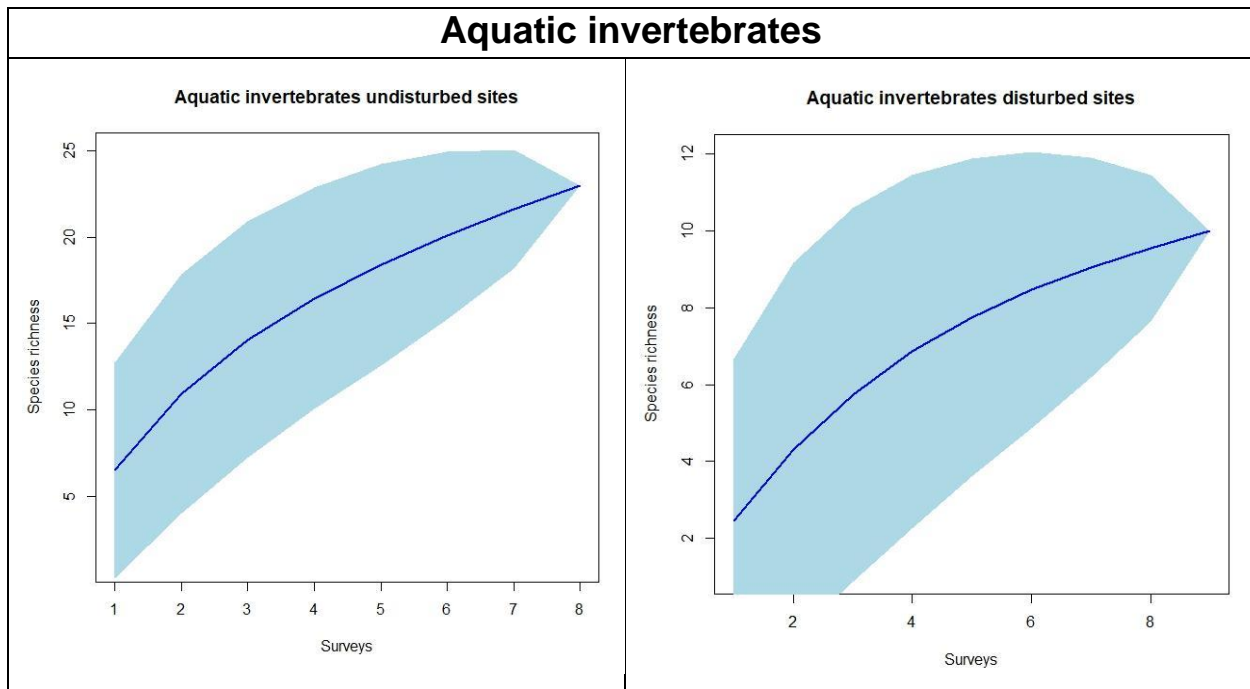 Aquatic invertebrates
Aquatic invertebrates undisturbed sites
Species richness
25
20
15
10
5
1 2 3 4 5 6 7 8
Surveys
Aquatic invertebrates disturbed sites
Species richness
12
10
8
6
4
2
2 4 6 8
Surveys